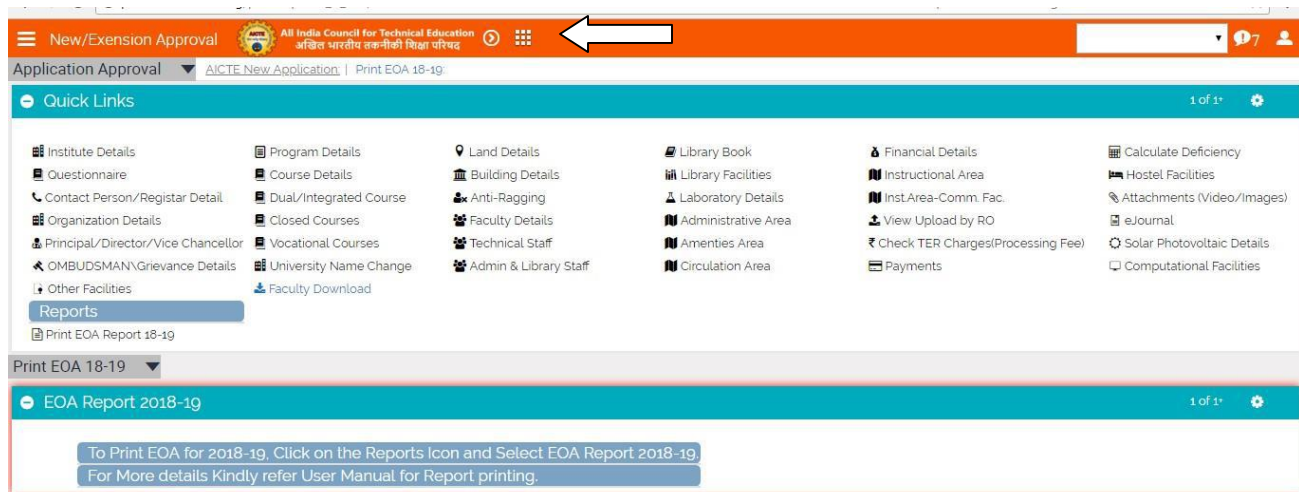 New/Exension Approval
All India Council for Technical Education
अखिल भारतीय तकनीकी शिक्षा परिषद
7
Application Approval
AICTE New Application: | Print EOA 18-19:
Quick Links
1 of 1+
Institute Details
Program Details
Land Details
Library Book
Financial Details
Calculate Deficiency
Questionnaire
Course Details
Building Details
Library Facilities
Instructional Area
Hostel Facilities
Contact Person/Registar Detail
Dual/Integrated Course
Anti-Ragging
Laboratory Details
Inst.Area-Comm. Fac.
Attachments (Video/Images)
Organization Details
Closed Courses
Faculty Details
Administrative Area
View Upload by RO
eJournal
Principal/Director/Vice Chancellor
Vocational Courses
Technical Staff
Amenties Area
₹ Check TER Charges(Processing Fee)
Solar Photovoltaic Details
OMBUDSMAN\Grievance Details
University Name Change
Admin & Library Staff
Circulation Area
Payments
Computational Facilities
Other Facilities
Faculty Download
Reports
Print EOA Report 18-19
Print EOA 18-19
EOA Report 2018-19
1 of 1+
To Print EOA for 2018-19, Click on the Reports Icon and Select EOA Report 2018-19.
For More details Kindly refer User Manual for Report printing.